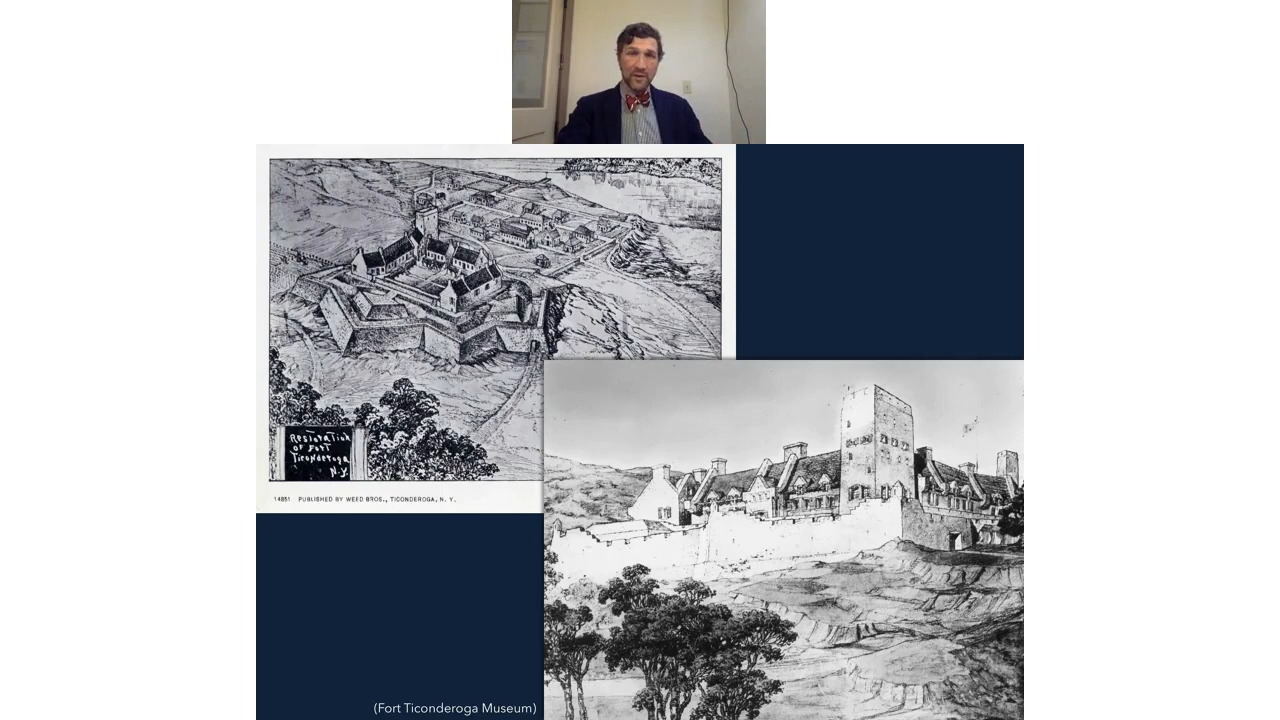 Restoration
of Fort
Ticonderoga
N.Y.
14851 PUBLISHED BY WEED BROS., TICONDEROGA, N. Y.
(Fort Ticonderoga Museum)